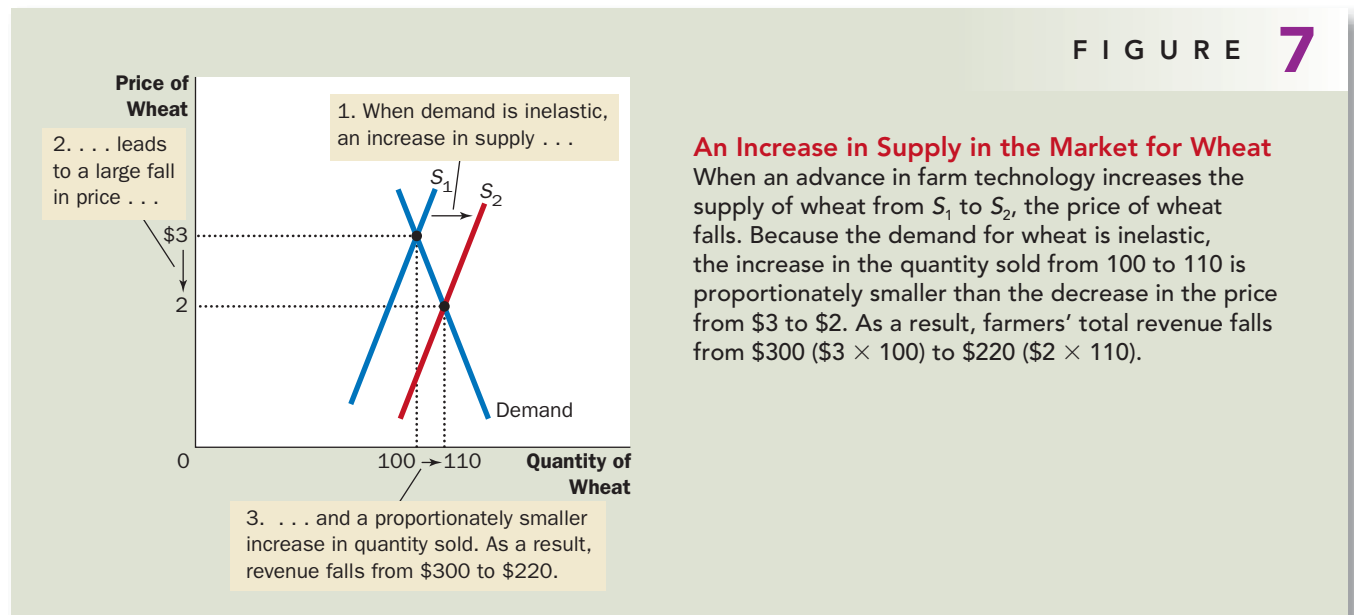 FIGURE 7
Price of
Wheat
1. When demand is inelastic,
an increase in supply . . .
2. . . . leads
to a large fall
in price . . .
S1
S2
$3
2
Demand
0
100
110
Quantity of
Wheat
3. . . . and a proportionately smaller
increase in quantity sold. As a result,
revenue falls from $300 to $220.
An Increase in Supply in the Market for Wheat
When an advance in farm technology increases the
supply of wheat from S1 to S2, the price of wheat
falls. Because the demand for wheat is inelastic,
the increase in the quantity sold from 100 to 110 is
proportionately smaller than the decrease in the price
from $3 to $2. As a result, farmers’ total revenue falls
from $300 ($3 × 100) to $220 ($2 × 110).